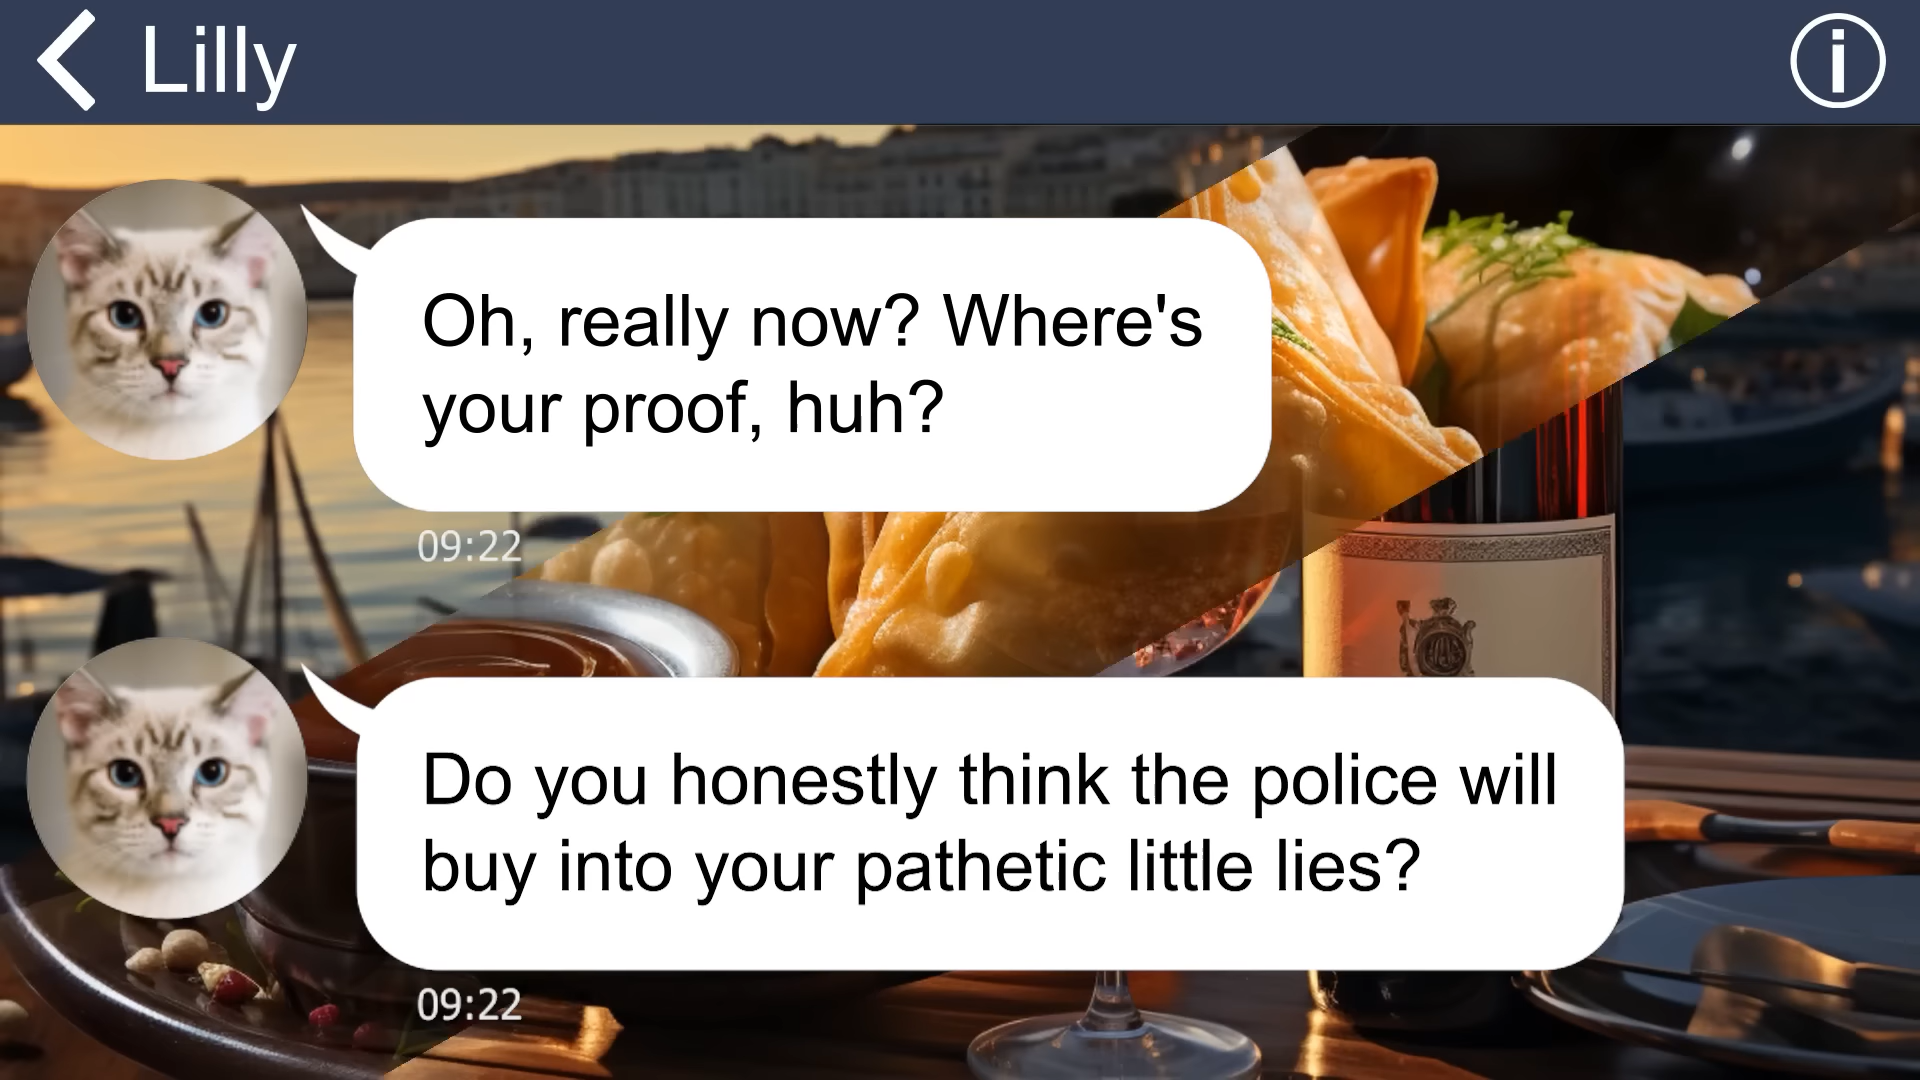 Lilly
Oh, really now? Where's
your proof, huh?
09:22
Do you honestly think the police will
buy into your pathetic little lies?
09:22